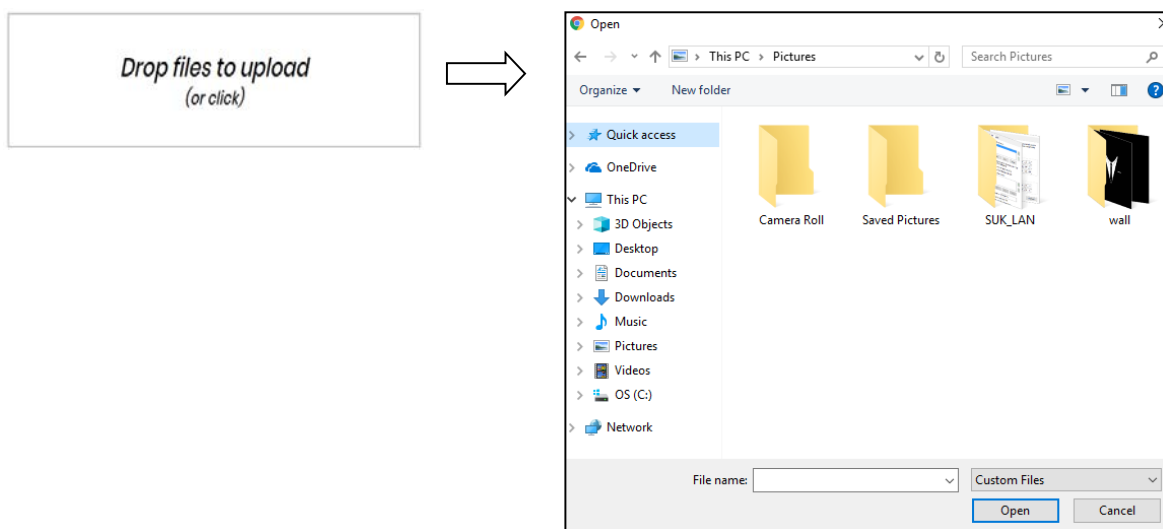 Drop files to upload
(or click)
Open
This PC > Pictures
Search Pictures
Organize
New folder
Quick access
OneDrive
This PC
3D Objects
Desktop
Documents
Downloads
Music
Pictures
Videos
OS (C:)
Network
Camera Roll
Saved Pictures
SUK_LAN
wall
File name:
Custom Files
Open
Cancel